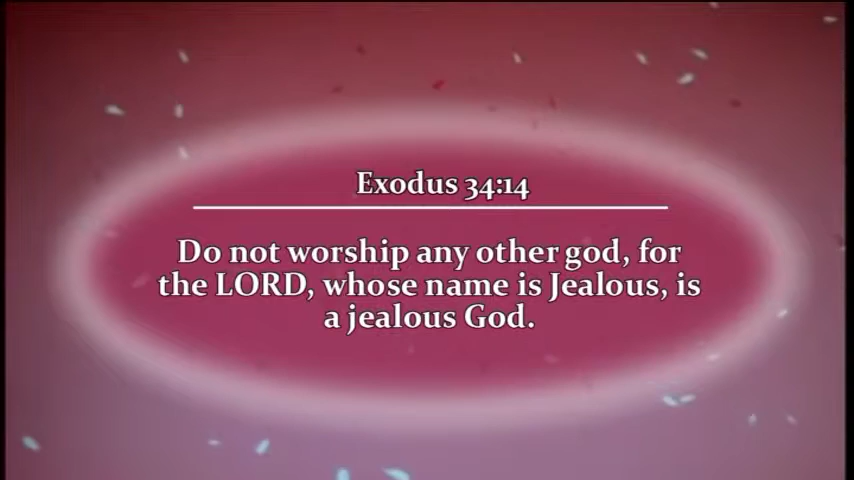 Exodus 34:14
Do not worship any other god, for
the LORD, whose name is Jealous, is
a jealous God.